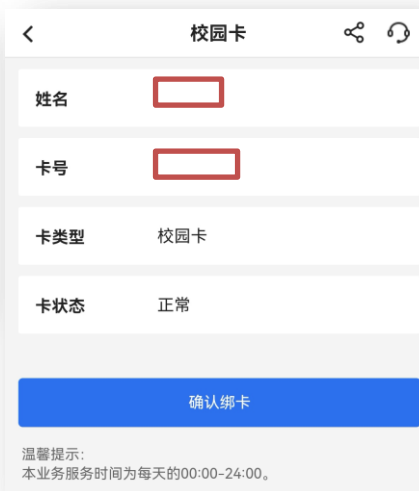 校园卡
姓名
卡号
卡类型 校园卡
卡状态 正常
确认绑卡
温馨提示:
本业务服务时间为每天的00:00-24:00。